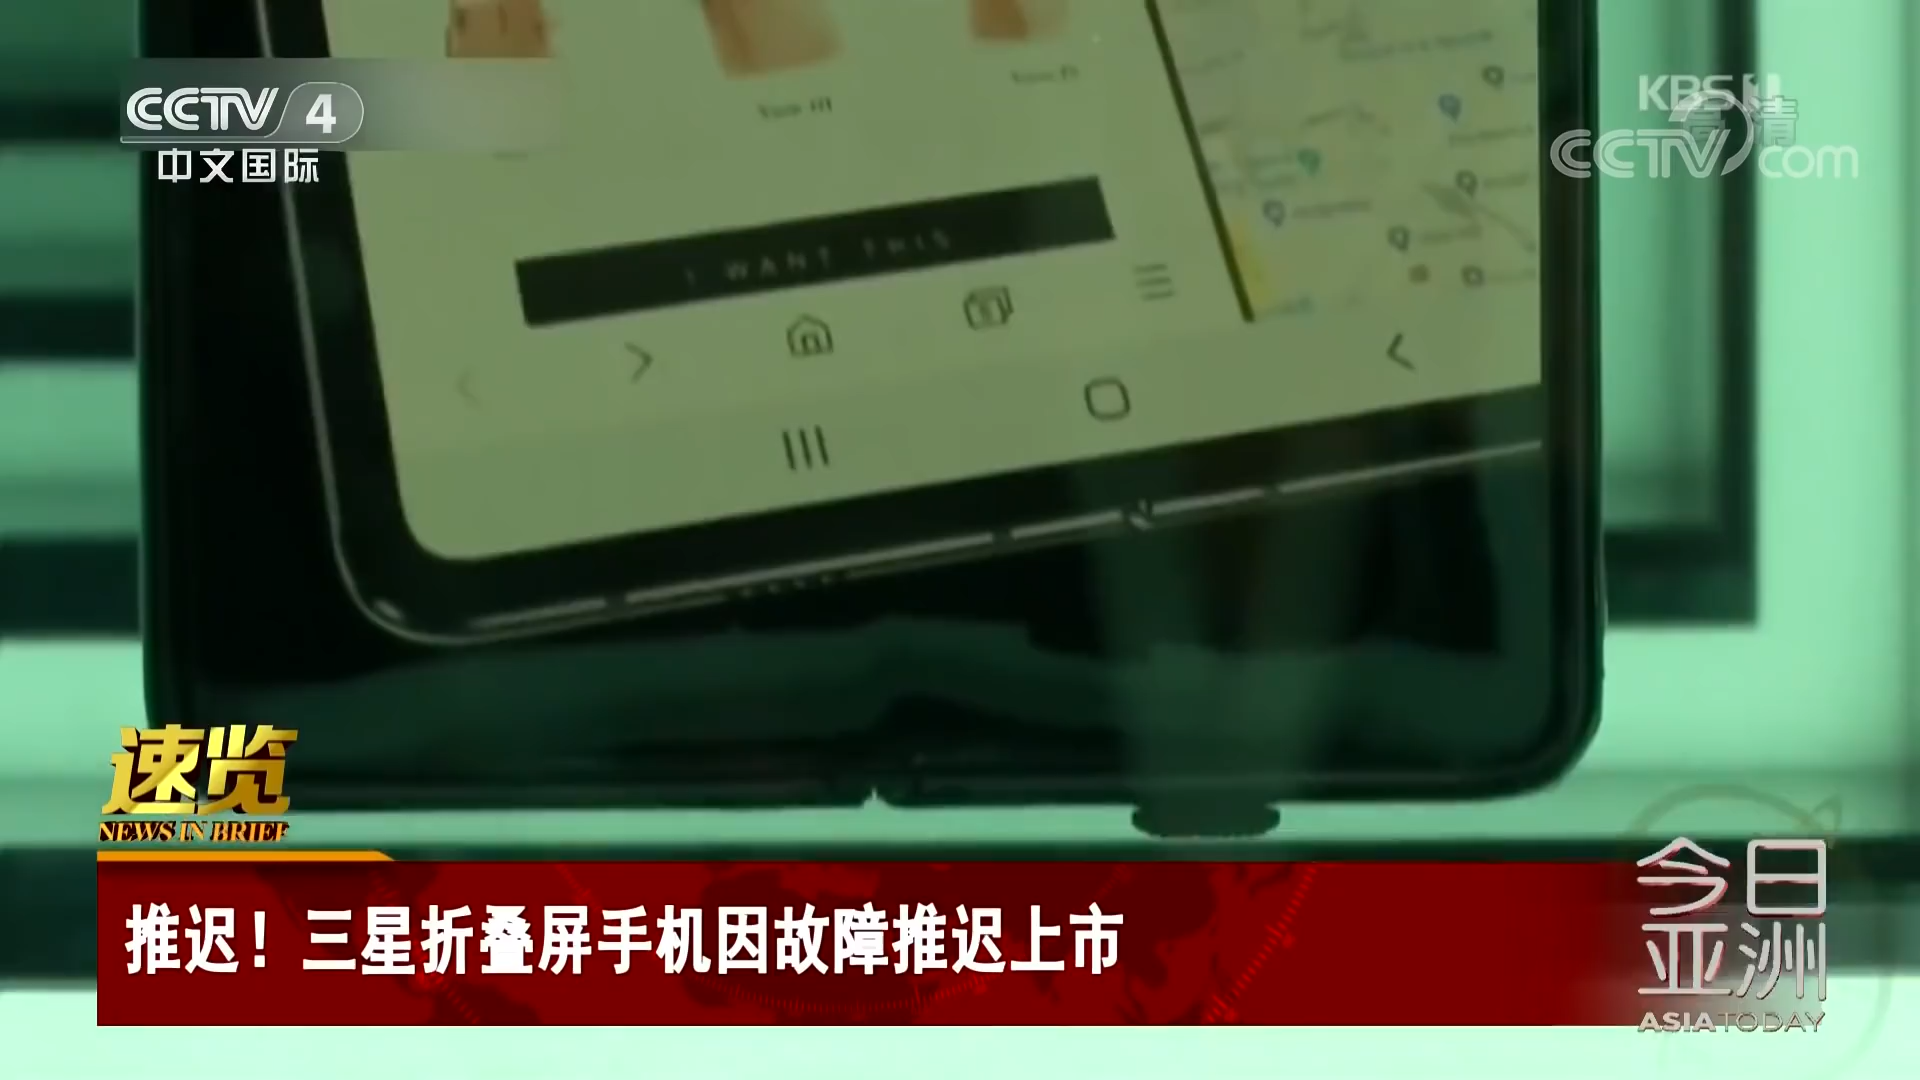 CCTV 4
中文国际
KBS 1
高清
CCTV.com
I WANT THIS
速览
NEWS IN BRIEF
推迟！三星折叠屏手机因故障推迟上市
今日
亚洲
ASIA TODAY